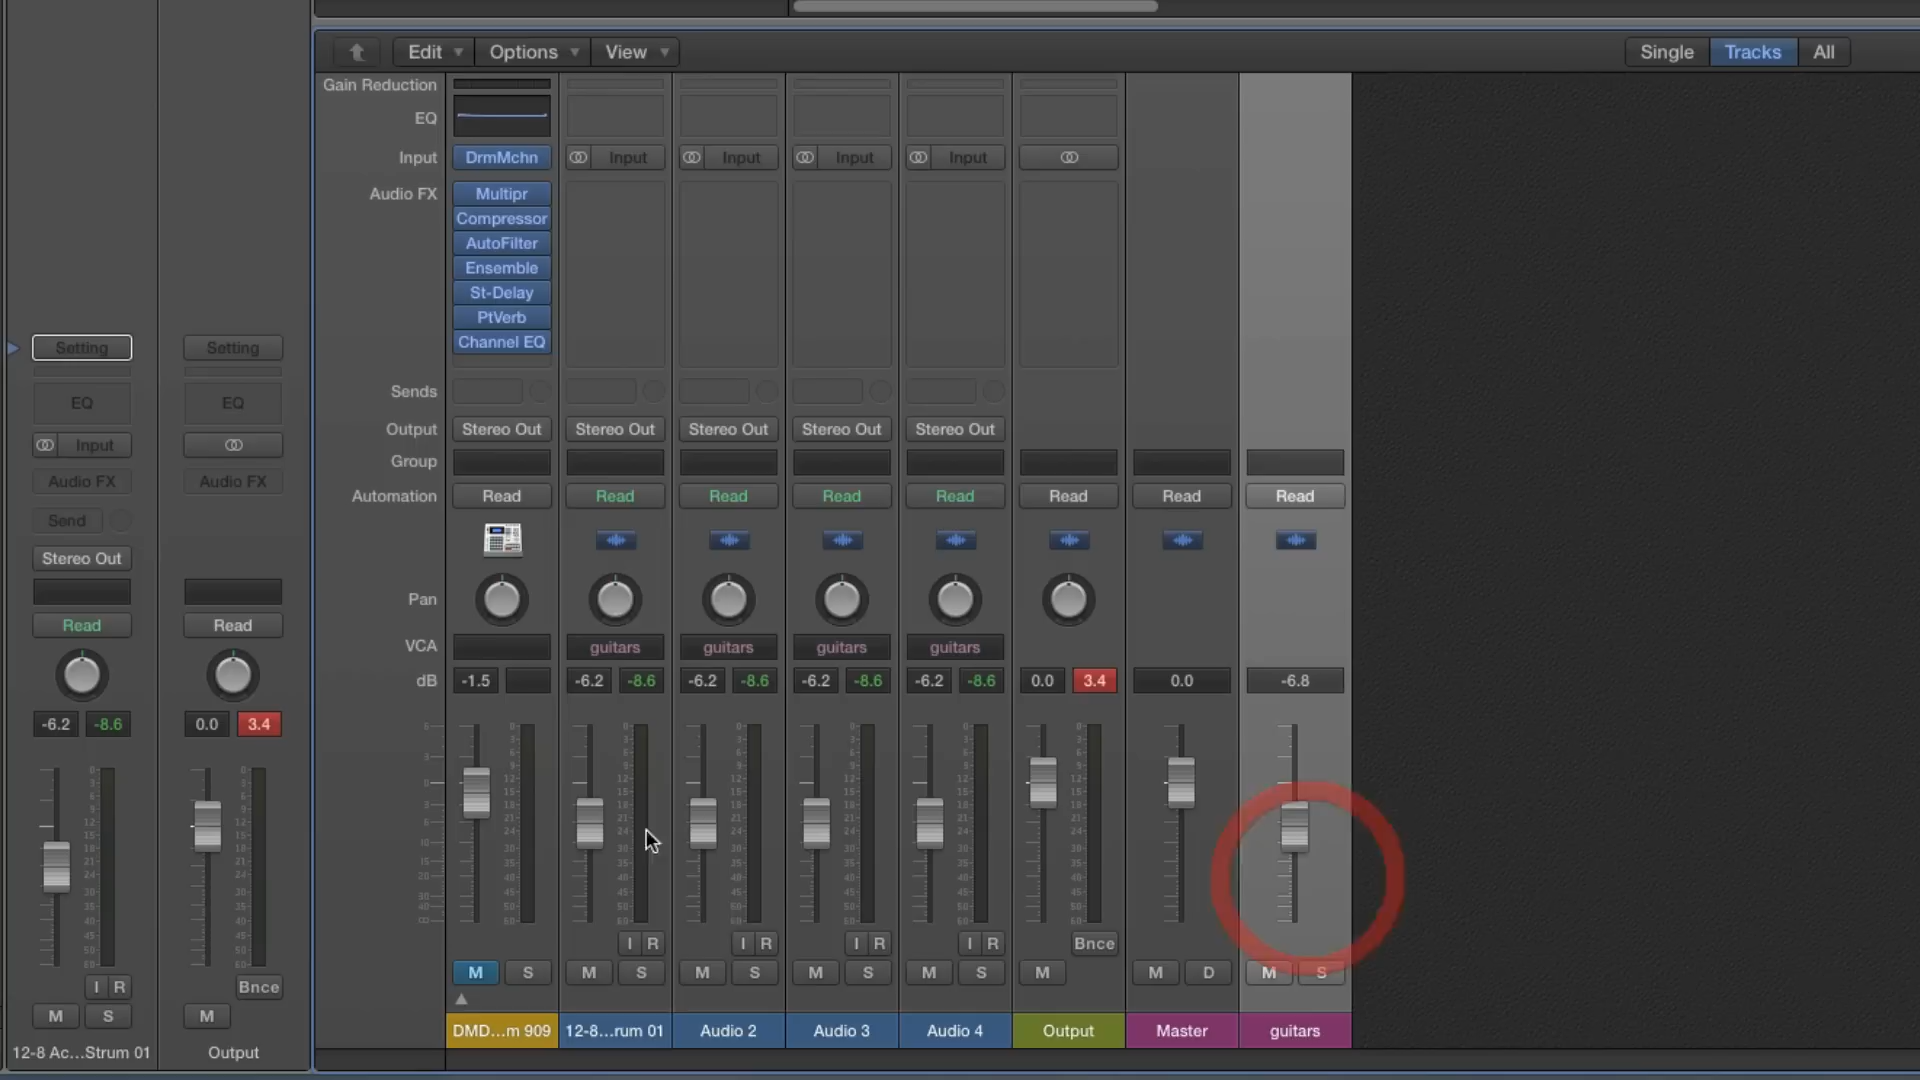 Edit Options View Single Tracks All
Gain Reduction
EQ
Input DrmMchn Input Input Input Input
Audio FX Multipr
Compressor
AutoFilter
Ensemble
St-Delay
PtVerb
Channel EQ
Setting Setting
EQ EQ
Sends
Output Stereo Out Stereo Out Stereo Out Stereo Out Stereo Out
Input
Group
Audio FX Audio FX
Automation Read Read Read Read Read Read Read Read
Send
Stereo Out
Pan
Read Read
VCA guitars guitars guitars guitars
dB -1.5 -6.2 -8.6 -6.2 -8.6 -6.2 -8.6 -6.2 -8.6 0.0 3.4 0.0 -6.8
-6.2 -8.6 0.0 3.4
I R I R I R I R Bnce
M S M S M S M S M S M M D M S
I R Bnce
M S M
DMD...m 909 12-8...rum 01 Audio 2 Audio 3 Audio 4 Output Master guitars
12-8 Ac...Strum 01 Output